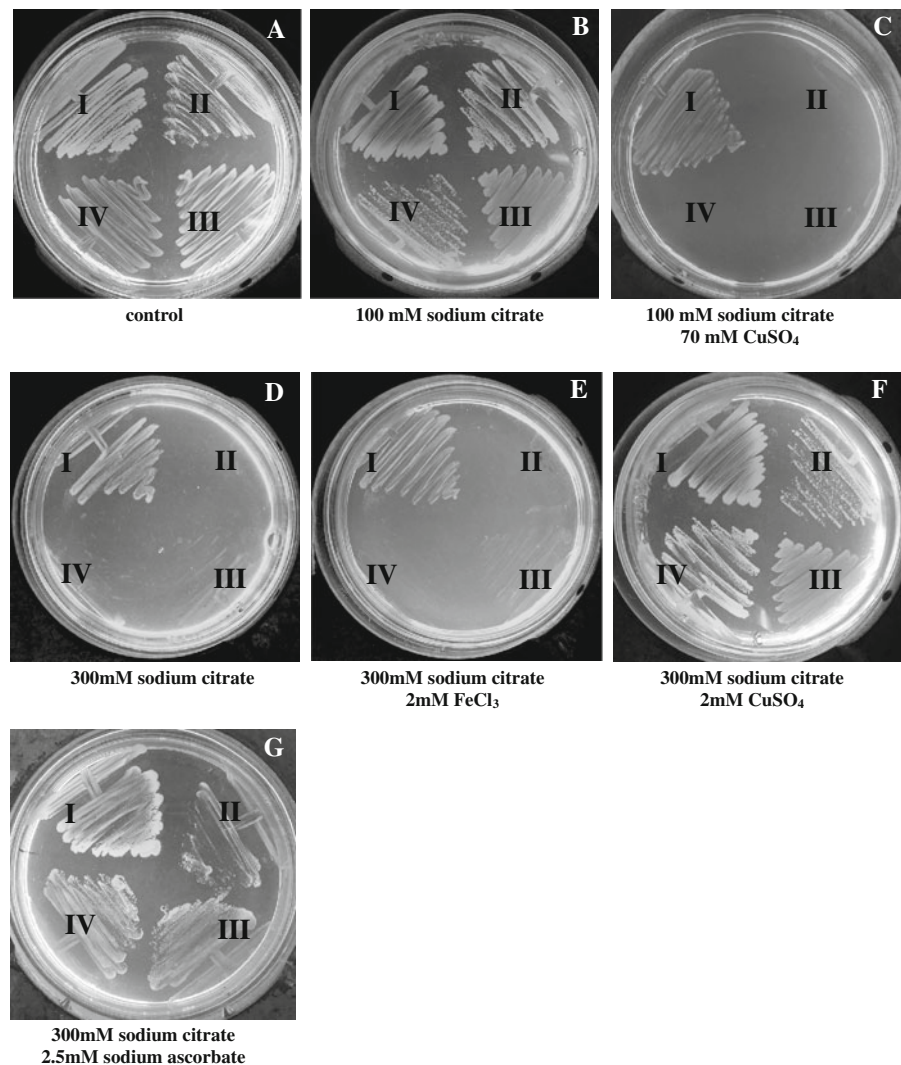 A
I
II
IV
III
control
B
I
II
IV
III
100 mM sodium citrate
C
I
II
IV
III
100 mM sodium citrate
70 mM CuSO₄
D
I
II
IV
III
300mM sodium citrate
E
I
II
IV
III
300mM sodium citrate
2mM FeCl₃
F
I
II
IV
III
300mM sodium citrate
2mM CuSO₄
G
I
II
IV
III
300mM sodium citrate
2.5mM sodium ascorbate